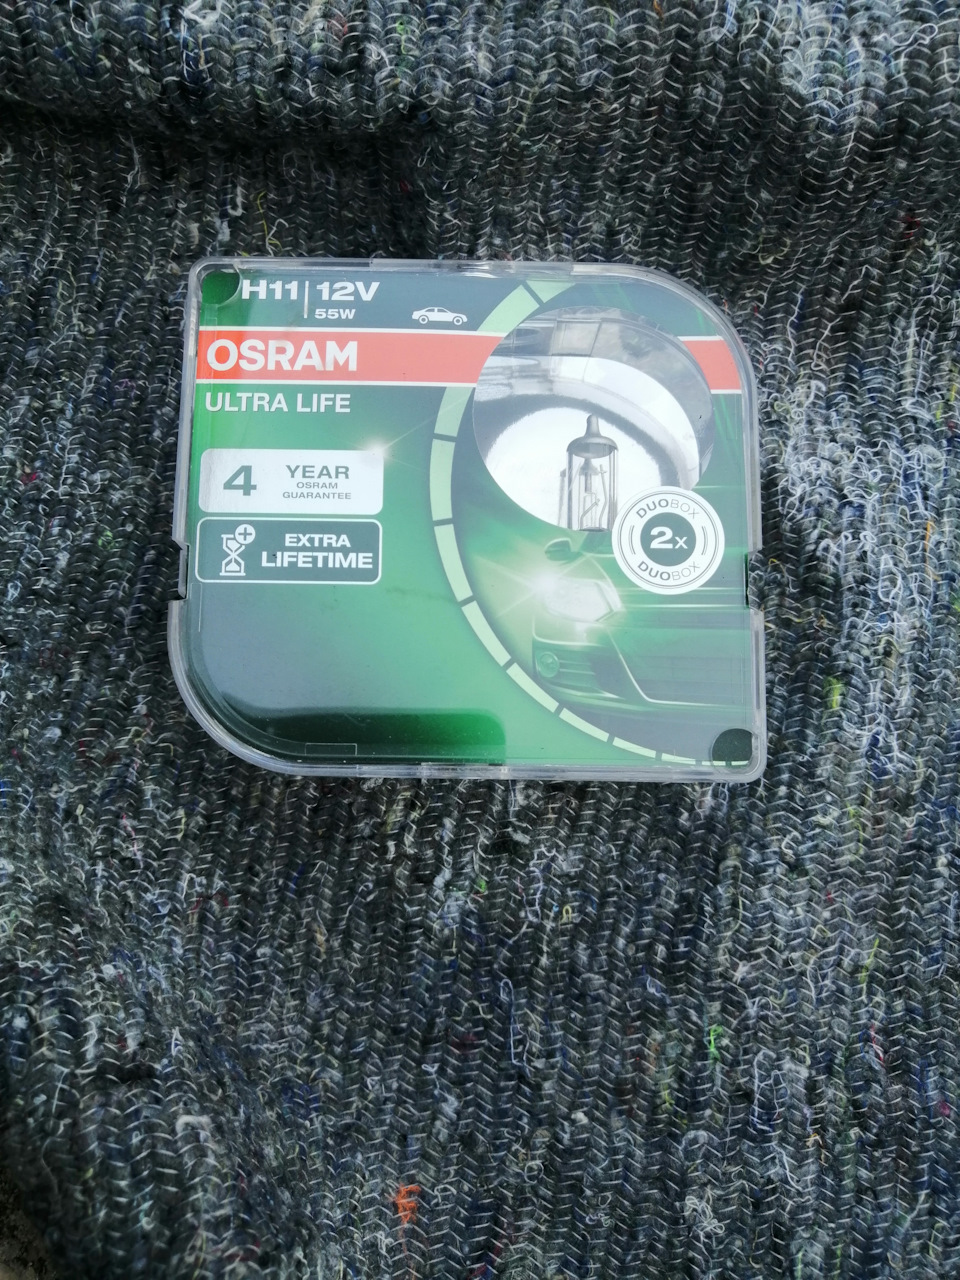 H11 | 12V
55W
OSRAM
ULTRA LIFE
4 YEAR
OSRAM
GUARANTEE
EXTRA
LIFETIME
DUOBOX
2x
DUOBOX